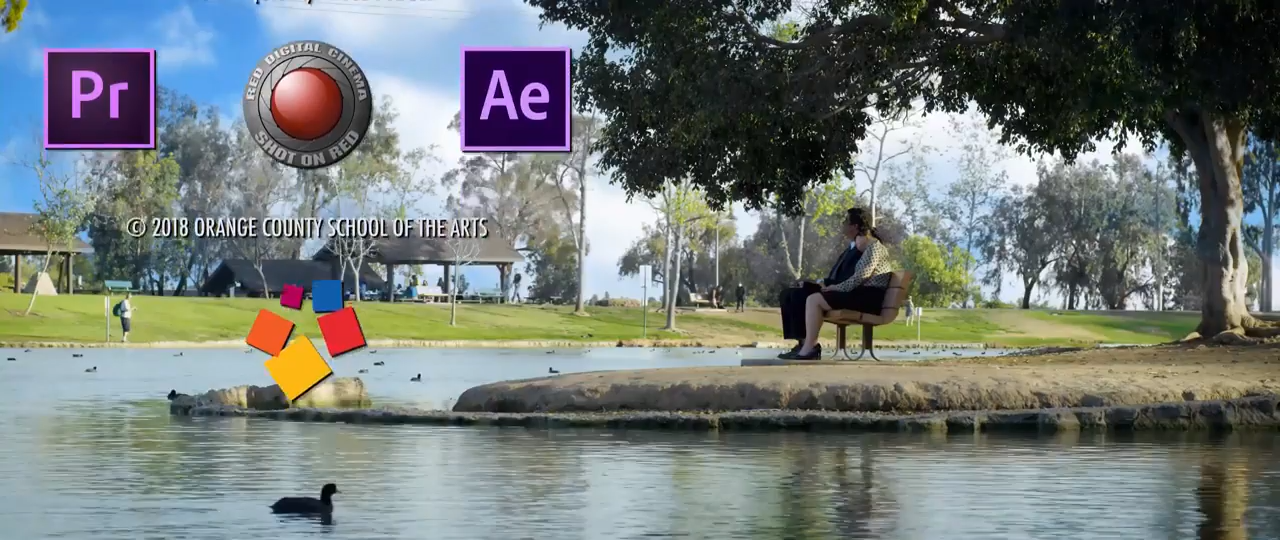 Pr
RED DIGITAL CINEMA
SHOT ON RED
Ae
© 2018 ORANGE COUNTY SCHOOL OF THE ARTS